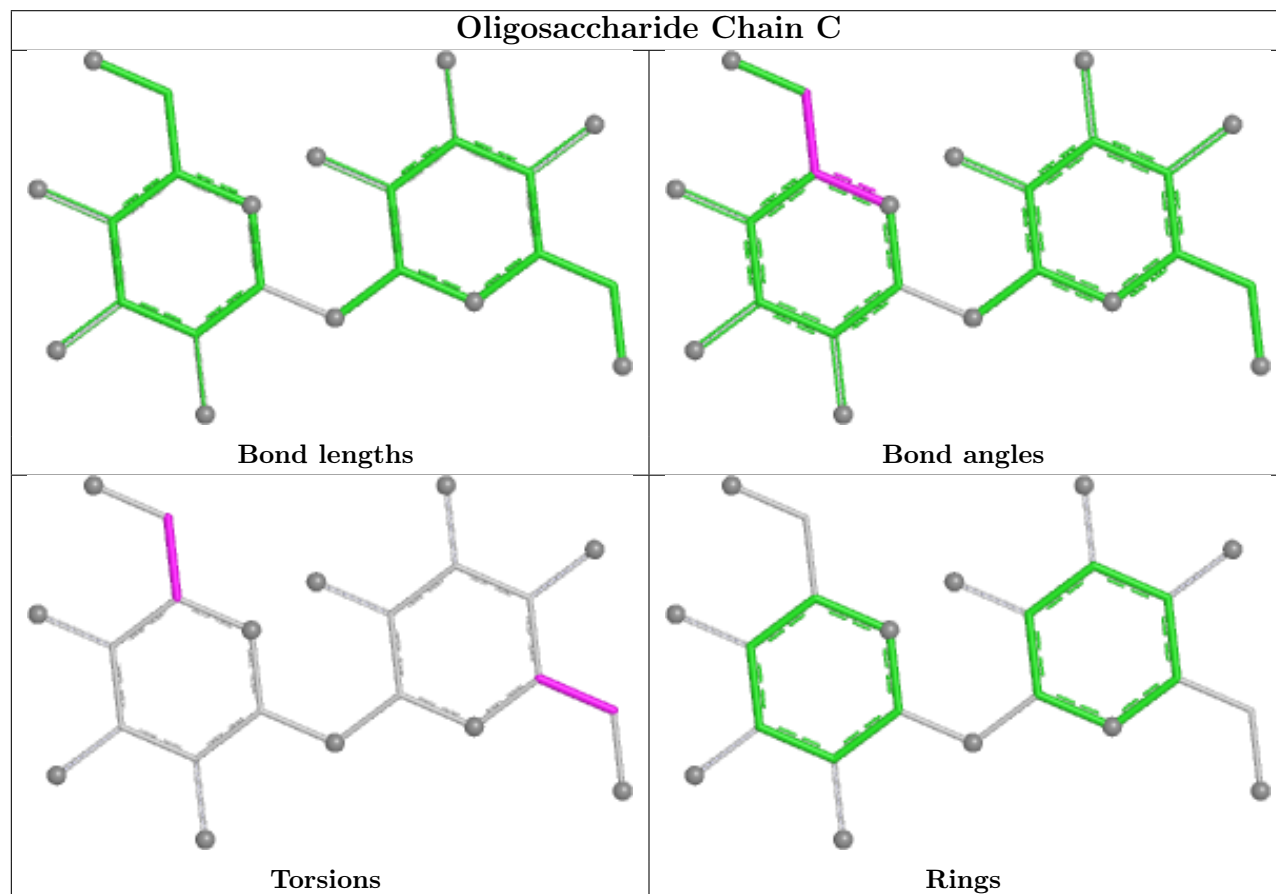 Oligosaccharide Chain C
Bond lengths
Bond angles
Torsions
Rings